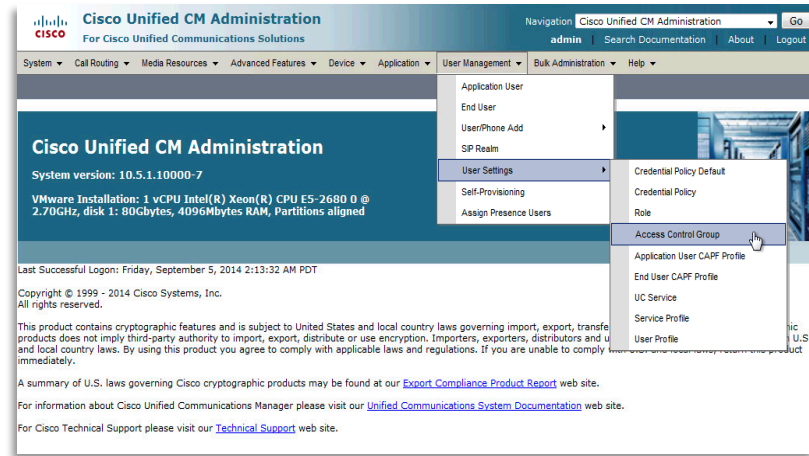 CISCO
Cisco Unified CM Administration
For Cisco Unified Communications Solutions
Navigation Cisco Unified CM Administration Go
admin | Search Documentation | About | Logout
System Call Routing Media Resources Advanced Features Device Application User Management Bulk Administration Help
Application User
End User
User/Phone Add
SIP Realm
User Settings
Self-Provisioning
Assign Presence Users
Credential Policy Default
Credential Policy
Role
Access Control Group
Application User CAPF Profile
End User CAPF Profile
UC Service
Service Profile
User Profile
Cisco Unified CM Administration
System version: 10.5.1.10000-7
VMware Installation: 1 vCPU Intel(R) Xeon(R) CPU E5-2680 0 @
2.70GHz, disk 1: 80Gbytes, 4096Mbytes RAM, Partitions
aligned
Last Successful Logon: Friday, September 5, 2014 2:13:32 AM PDT
Copyright © 1999 - 2014 Cisco Systems, Inc.
All rights reserved.
This product contains cryptographic features and is subject to United States and local country laws governing import, export,
products does not imply third-party authority to import, export, distribute or use encryption. Importers, exporters, distributors and
and local country laws. By using this product you agree to comply with applicable laws and regulations. If you are unable to comply product
immediately.
A summary of U.S. laws governing Cisco cryptographic products may be found at our Export Compliance Product Report web site.
For information about Cisco Unified Communications Manager please visit our Unified Communications System Documentation web site.
For Cisco Technical Support please visit our Technical Support web site.